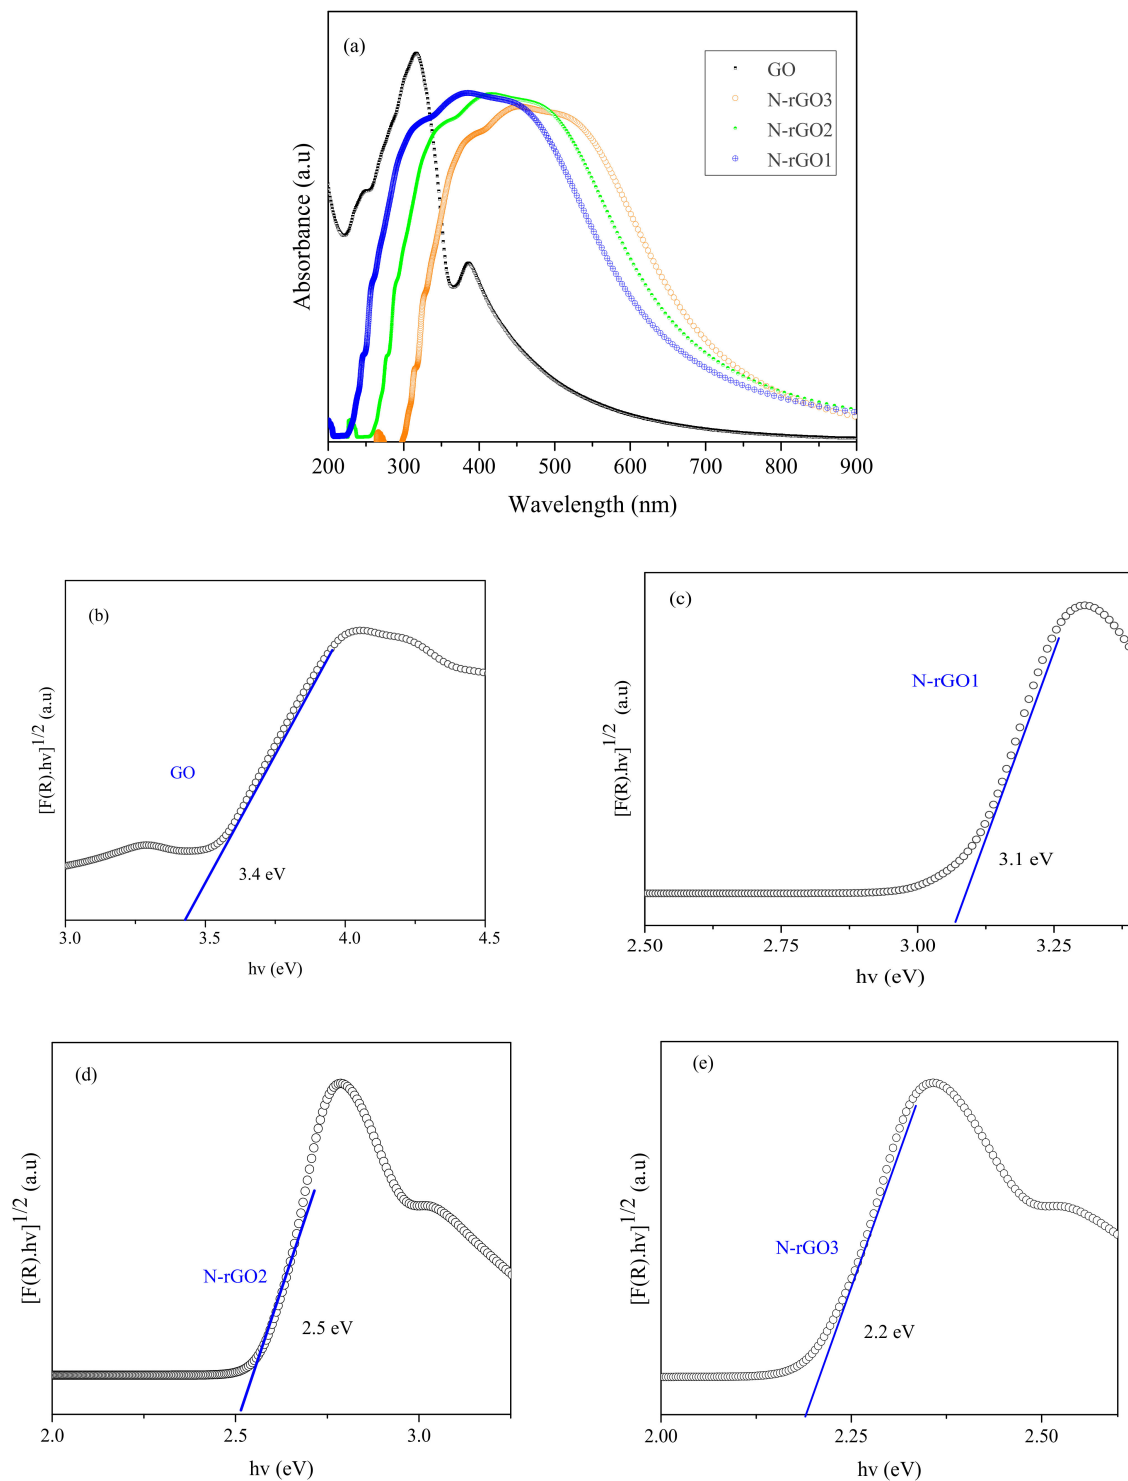 (a)
GO
N-rGO3
N-rGO2
N-rGO1
Absorbance (a.u)
200 300 400 500 600 700 800 900
Wavelength (nm)
(b)
GO
3.4 eV
[F(R).hv]^1/2 (a.u)
3.0 3.5 4.0 4.5
hv (eV)
(c)
N-rGO1
3.1 eV
[F(R).hv]^1/2 (a.u)
2.50 2.75 3.00 3.25
hv (eV)
(d)
N-rGO2
2.5 eV
[F(R).hv]^1/2 (a.u)
2.0 2.5 3.0
hv (eV)
(e)
N-rGO3
2.2 eV
[F(R).hv]^1/2 (a.u)
2.00 2.25 2.50
hv (eV)